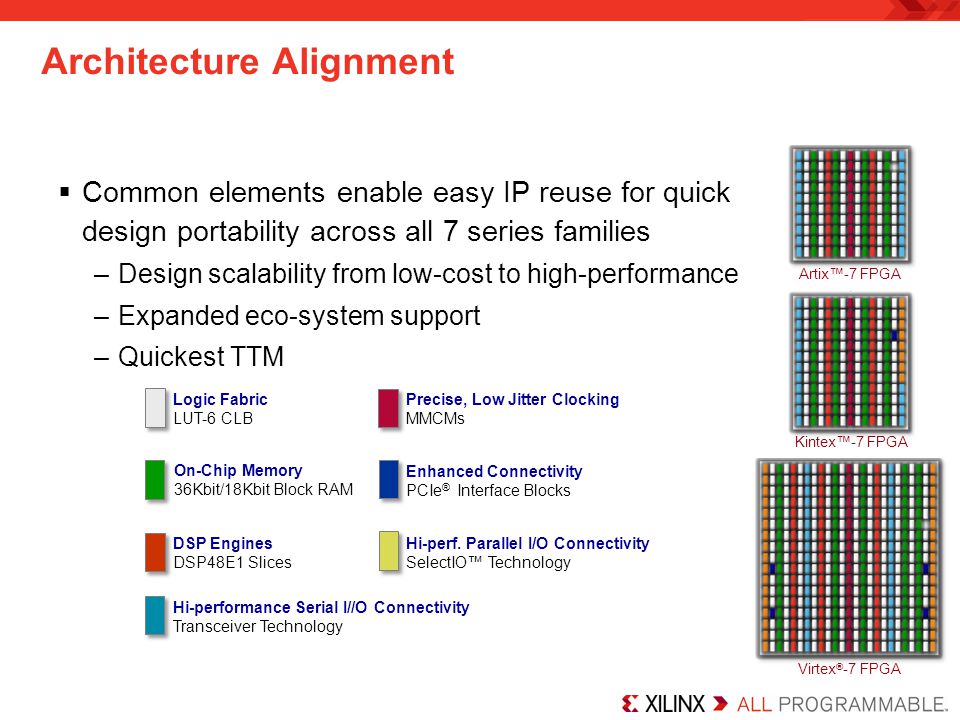 Architecture Alignment
▪ Common elements enable easy IP reuse for quick
design portability across all 7 series families
– Design scalability from low-cost to high-performance
– Expanded eco-system support
– Quickest TTM
Logic Fabric
LUT-6 CLB
Precise, Low Jitter Clocking
MMCMs
On-Chip Memory
36Kbit/18Kbit Block RAM
Enhanced Connectivity
PCIe® Interface Blocks
DSP Engines
DSP48E1 Slices
Hi-perf. Parallel I/O Connectivity
SelectIO™ Technology
Hi-performance Serial I//O Connectivity
Transceiver Technology
Artix™-7 FPGA
Kintex™-7 FPGA
Virtex®-7 FPGA
XILINX ALL PROGRAMMABLE.